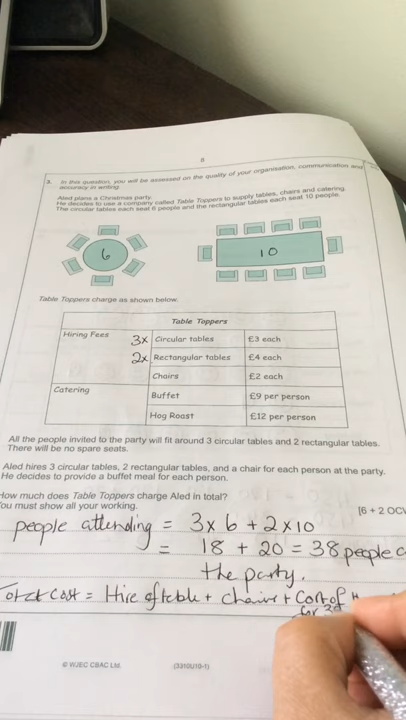 8
3. In this question, you will be assessed on the quality of your organisation, communication and
accuracy in writing.
Aled plans a Christmas party.
He decides to use a company called Table Toppers to supply tables, chairs and catering.
The circular tables each seat 6 people and the rectangular tables each seat 10 people.
6
10
Table Toppers charge as shown below.
Table Toppers
Hiring Fees 3x Circular tables £3 each
2x Rectangular tables £4 each
Chairs £2 each
Catering Buffet £9 per person
Hog Roast £12 per person
All the people invited to the party will fit around 3 circular tables and 2 rectangular tables.
There will be no spare seats.
Aled hires 3 circular tables, 2 rectangular tables, and a chair for each person at the party.
He decides to provide a buffet meal for each person.
How much does Table Toppers charge Aled in total?
You must show all your working.
[6 + 2 OC
people attending = 3x6 + 2x10
= 18 + 20 = 38 people
the party.
Total cost = Hire of table + chairs + Cost of
for 38
© WJEC CBAC Ltd.
(3310U10-1)